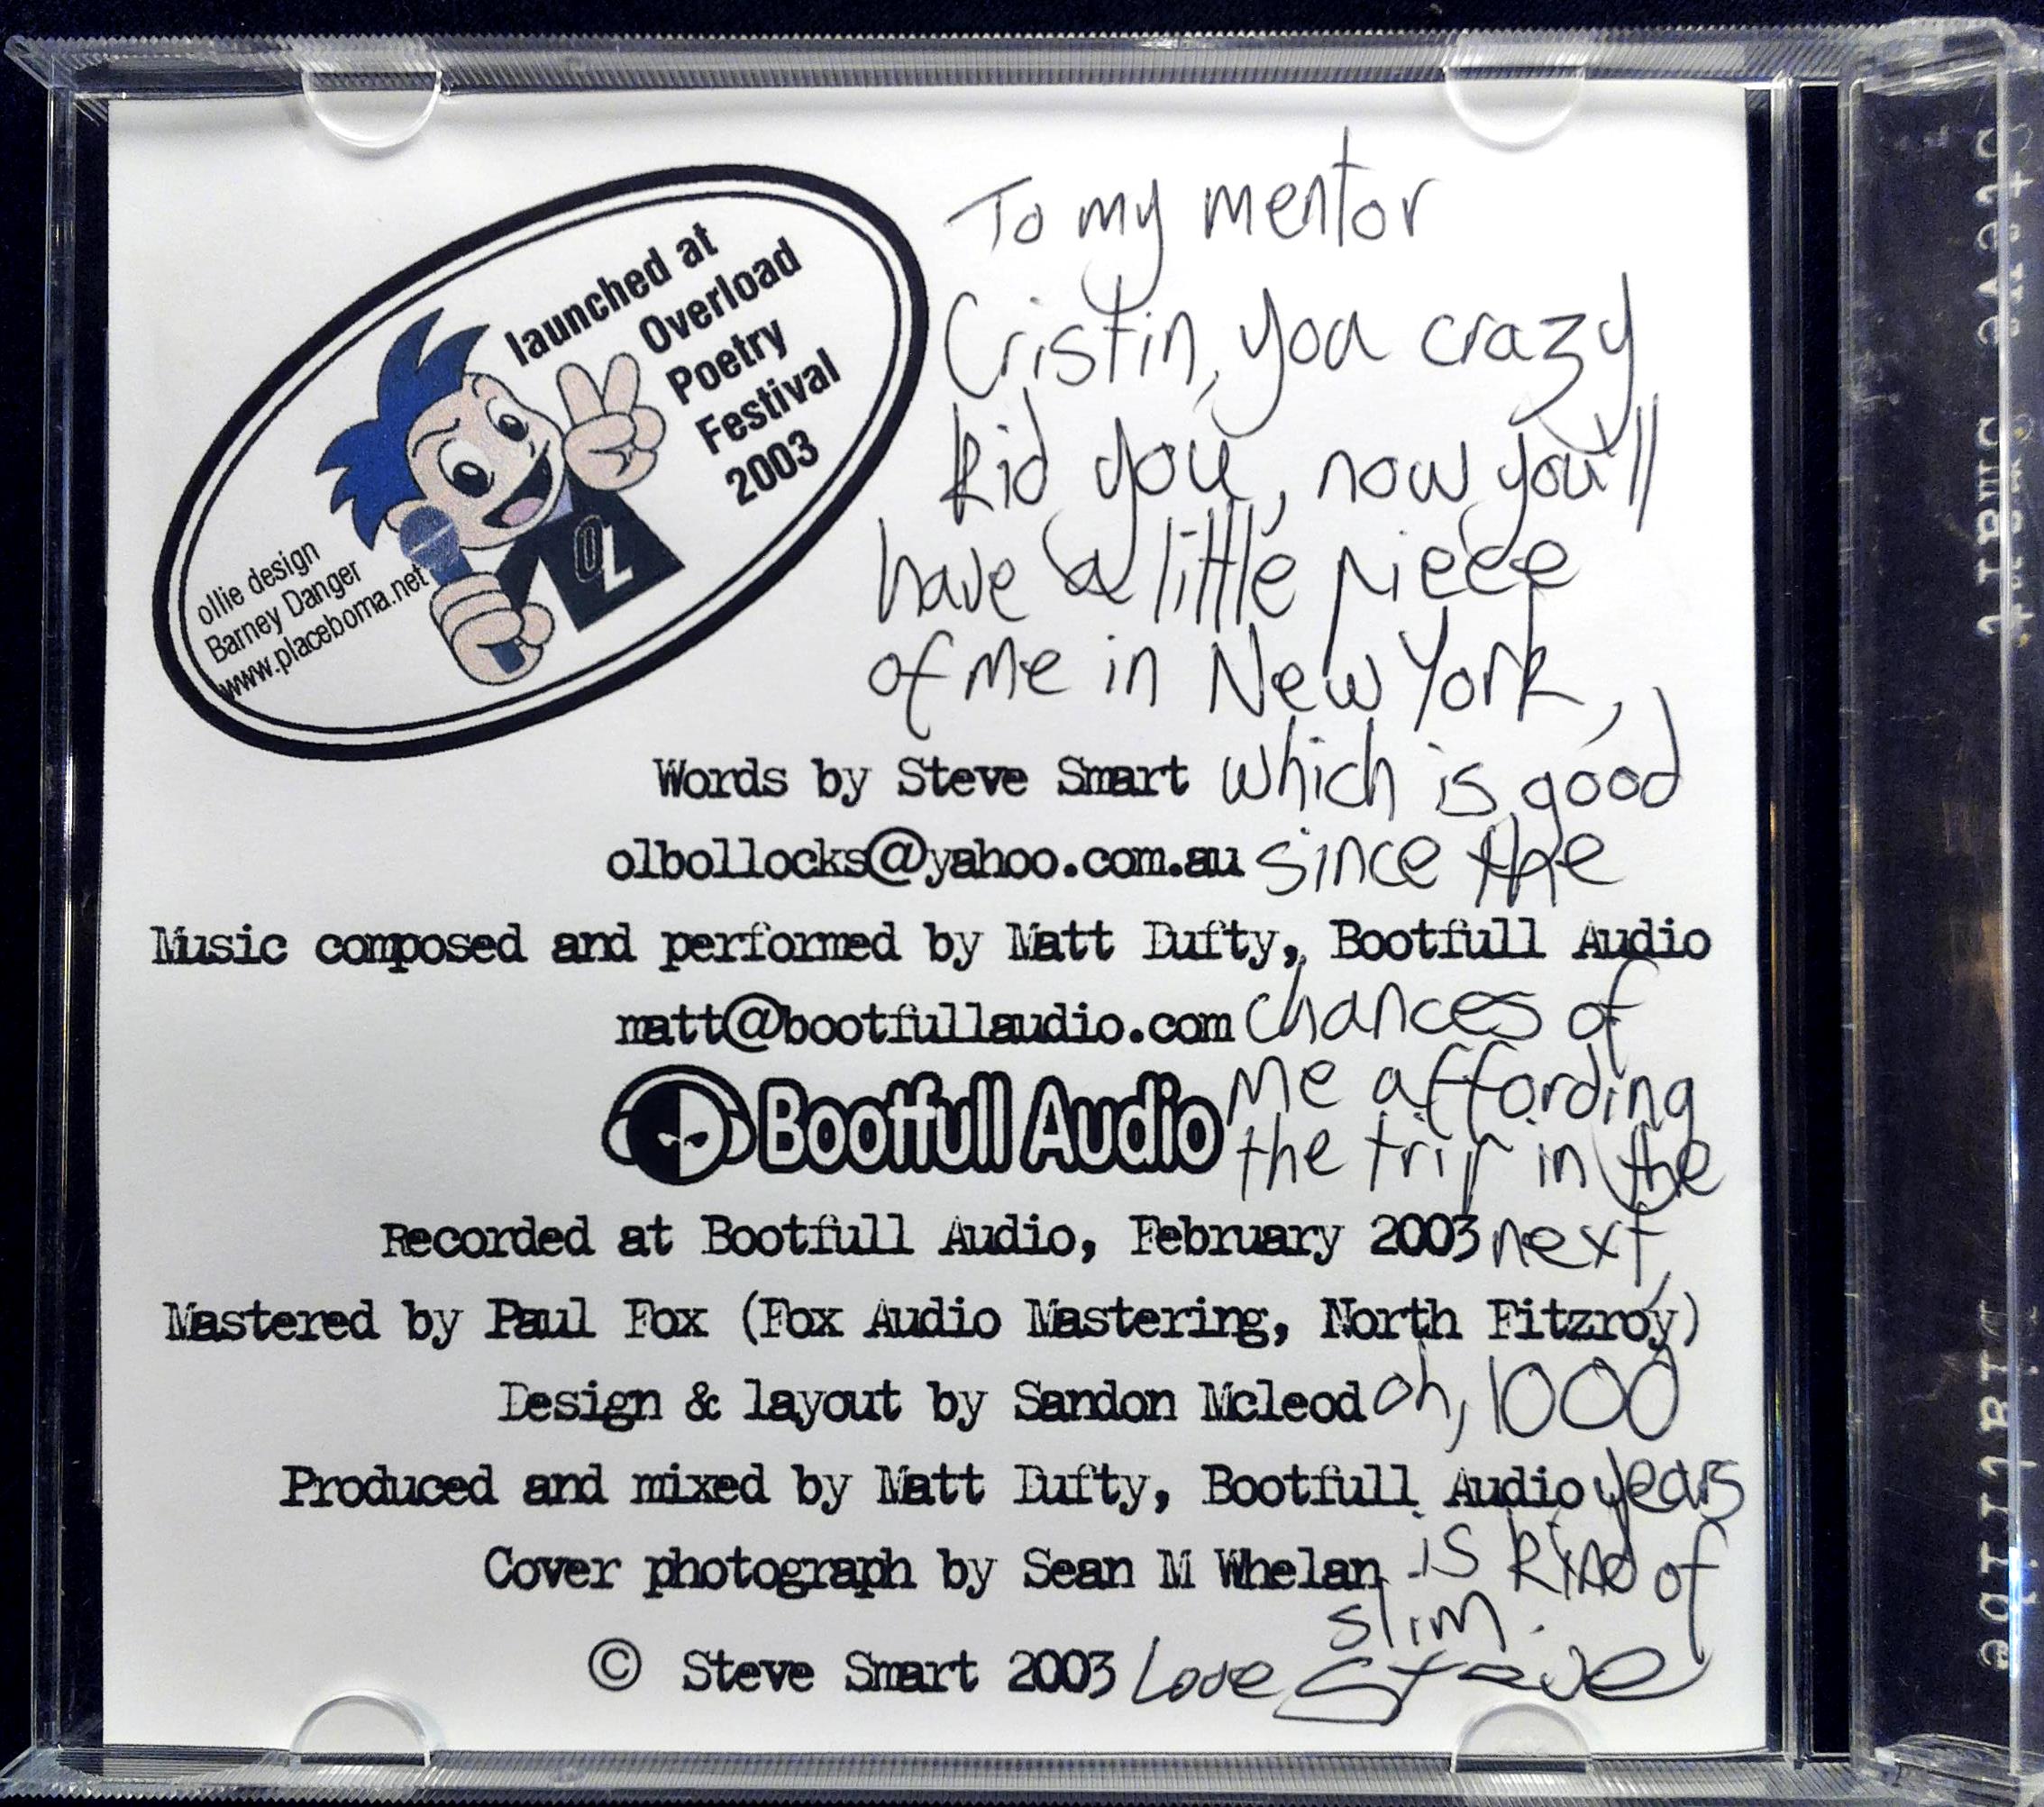 launched at
Overload
Poetry
Festival
2003
OL
ollie design
Barney Danger
www.placeboma.net
To my mentor
Cristin, you crazy
kid you, now you'll
have a little piece
of me in New York,
Words by Steve Smart which is good
olbollocks@yahoo.com.au since the
Music composed and performed by Matt Dufty, Bootfull Audio
matt@bootfullaudio.com chances of
Bootfull Audio me affording
the trip in the
Recorded at Bootfull Audio, February 2003 next,
Mastered by Paul Fox (Fox Audio Mastering, North Fitzroy)
Design & layout by Sandon Mcleod oh, 1000
Produced and mixed by Matt Dufty, Bootfull Audio years
Cover photograph by Sean M Whelan is kind of
slim.
© Steve Smart 2003 Love Steve
Steve Smart